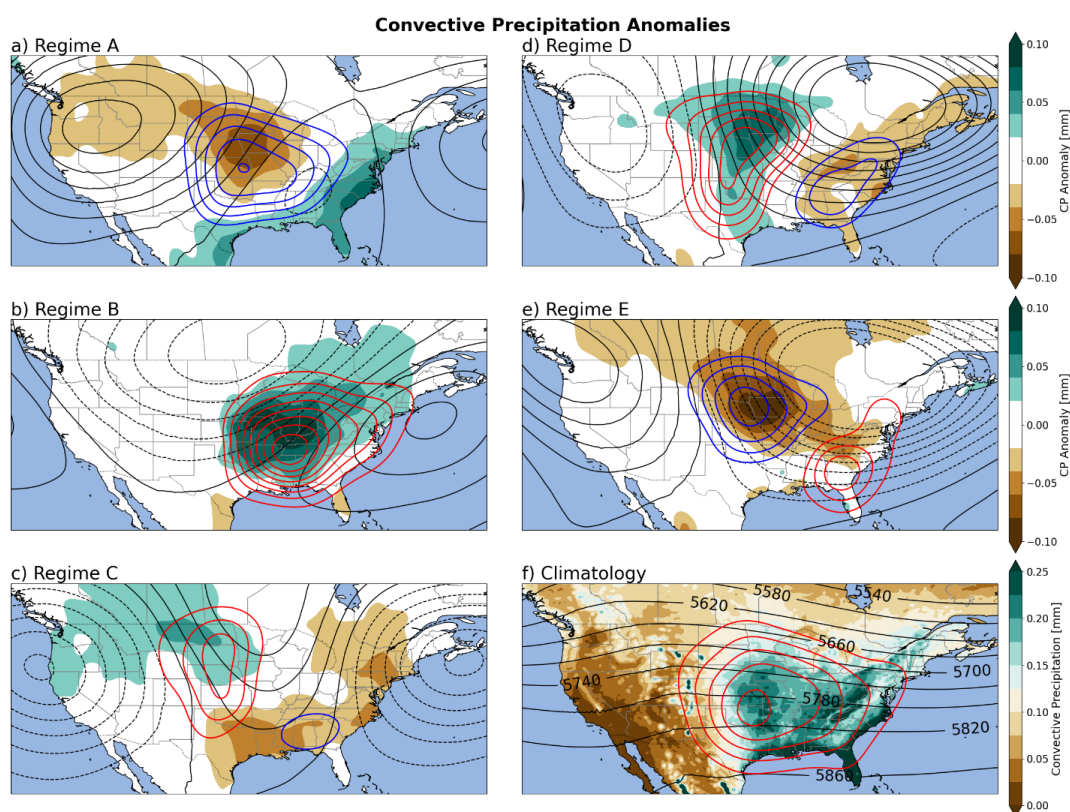 Convective Precipitation Anomalies
a) Regime A
d) Regime D
0.10
0.05
0.00
−0.05
−0.10
CP Anomaly [mm]
b) Regime B
e) Regime E
0.10
0.05
0.00
−0.05
−0.10
CP Anomaly [mm]
c) Regime C
f) Climatology
5580
5540
5620
5660
5700
5740
5780
5820
5860
0.25
0.20
0.15
0.10
0.05
0.00
Convective Precipitation [mm]